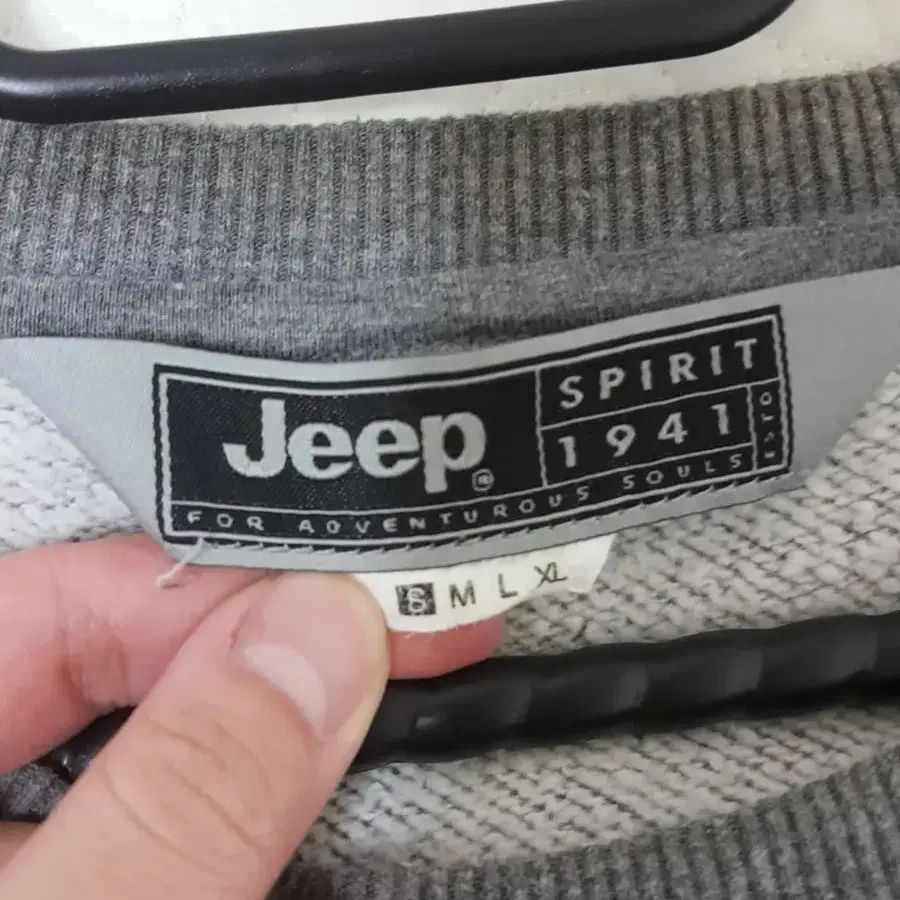 Jeep®
SPIRIT
1941
FOR ADVENTUROUS SOULS
S M L XL